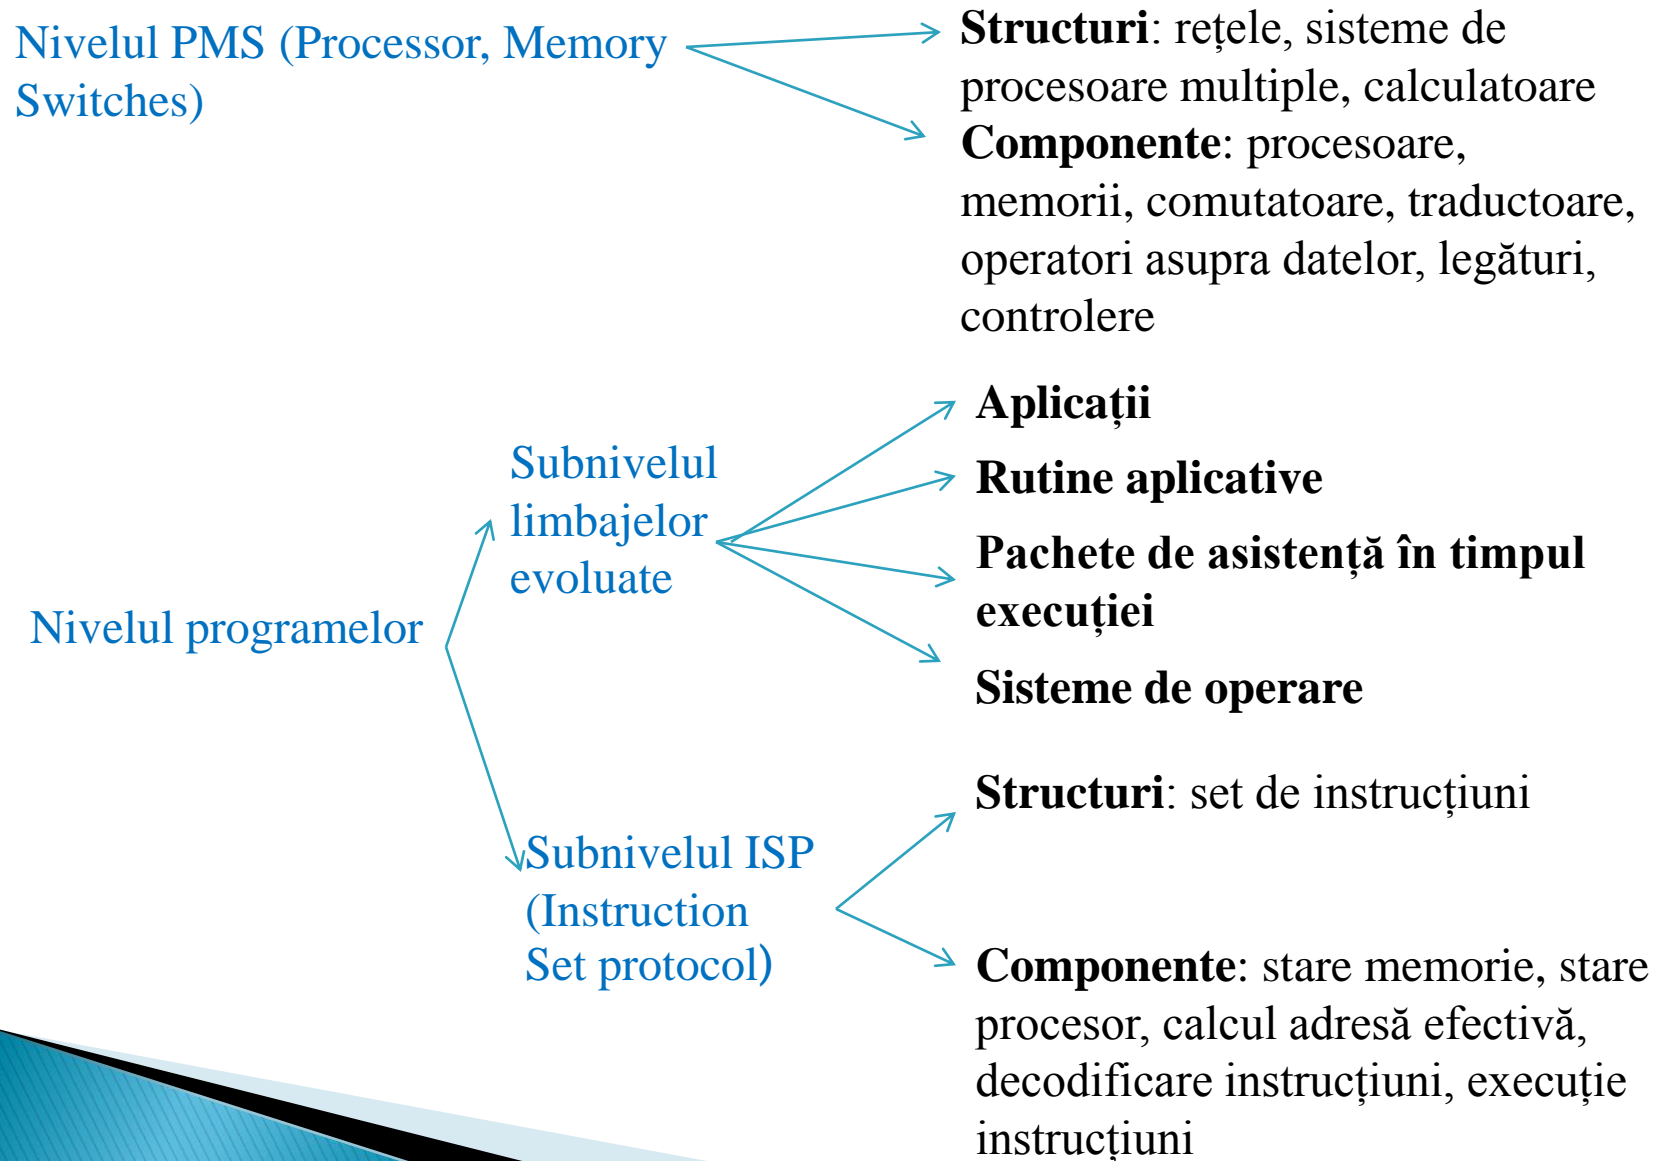 Nivelul PMS (Processor, Memory
Switches)
Structuri: rețele, sisteme de
procesoare multiple, calculatoare
Componente: procesoare,
memorii, comutatoare, traductoare,
operatori asupra datelor, legături,
controlere
Nivelul programelor
Subnivelul
limbajelor
evoluate
Aplicații
Rutine aplicative
Pachete de asistență în timpul
execuției
Sisteme de operare
Subnivelul ISP
(Instruction
Set protocol)
Structuri: set de instrucțiuni
Componente: stare memorie, stare
procesor, calcul adresă efectivă,
decodificare instrucțiuni, execuție
instrucțiuni